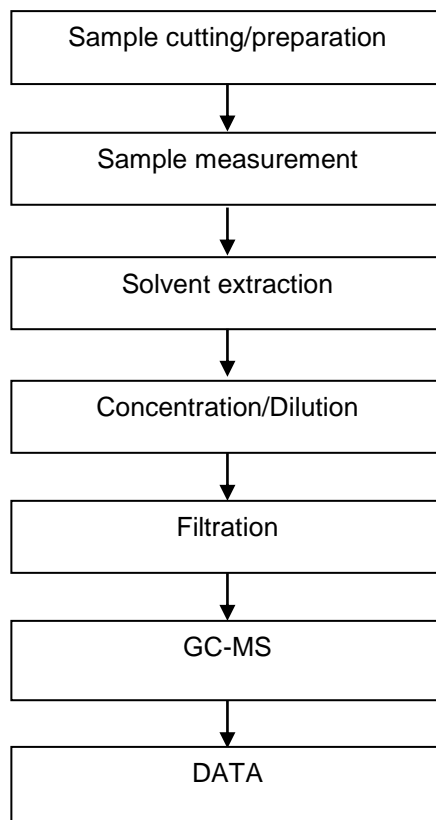 Sample cutting/preparation
Sample measurement
Solvent extraction
Concentration/Dilution
Filtration
GC-MS
DATA